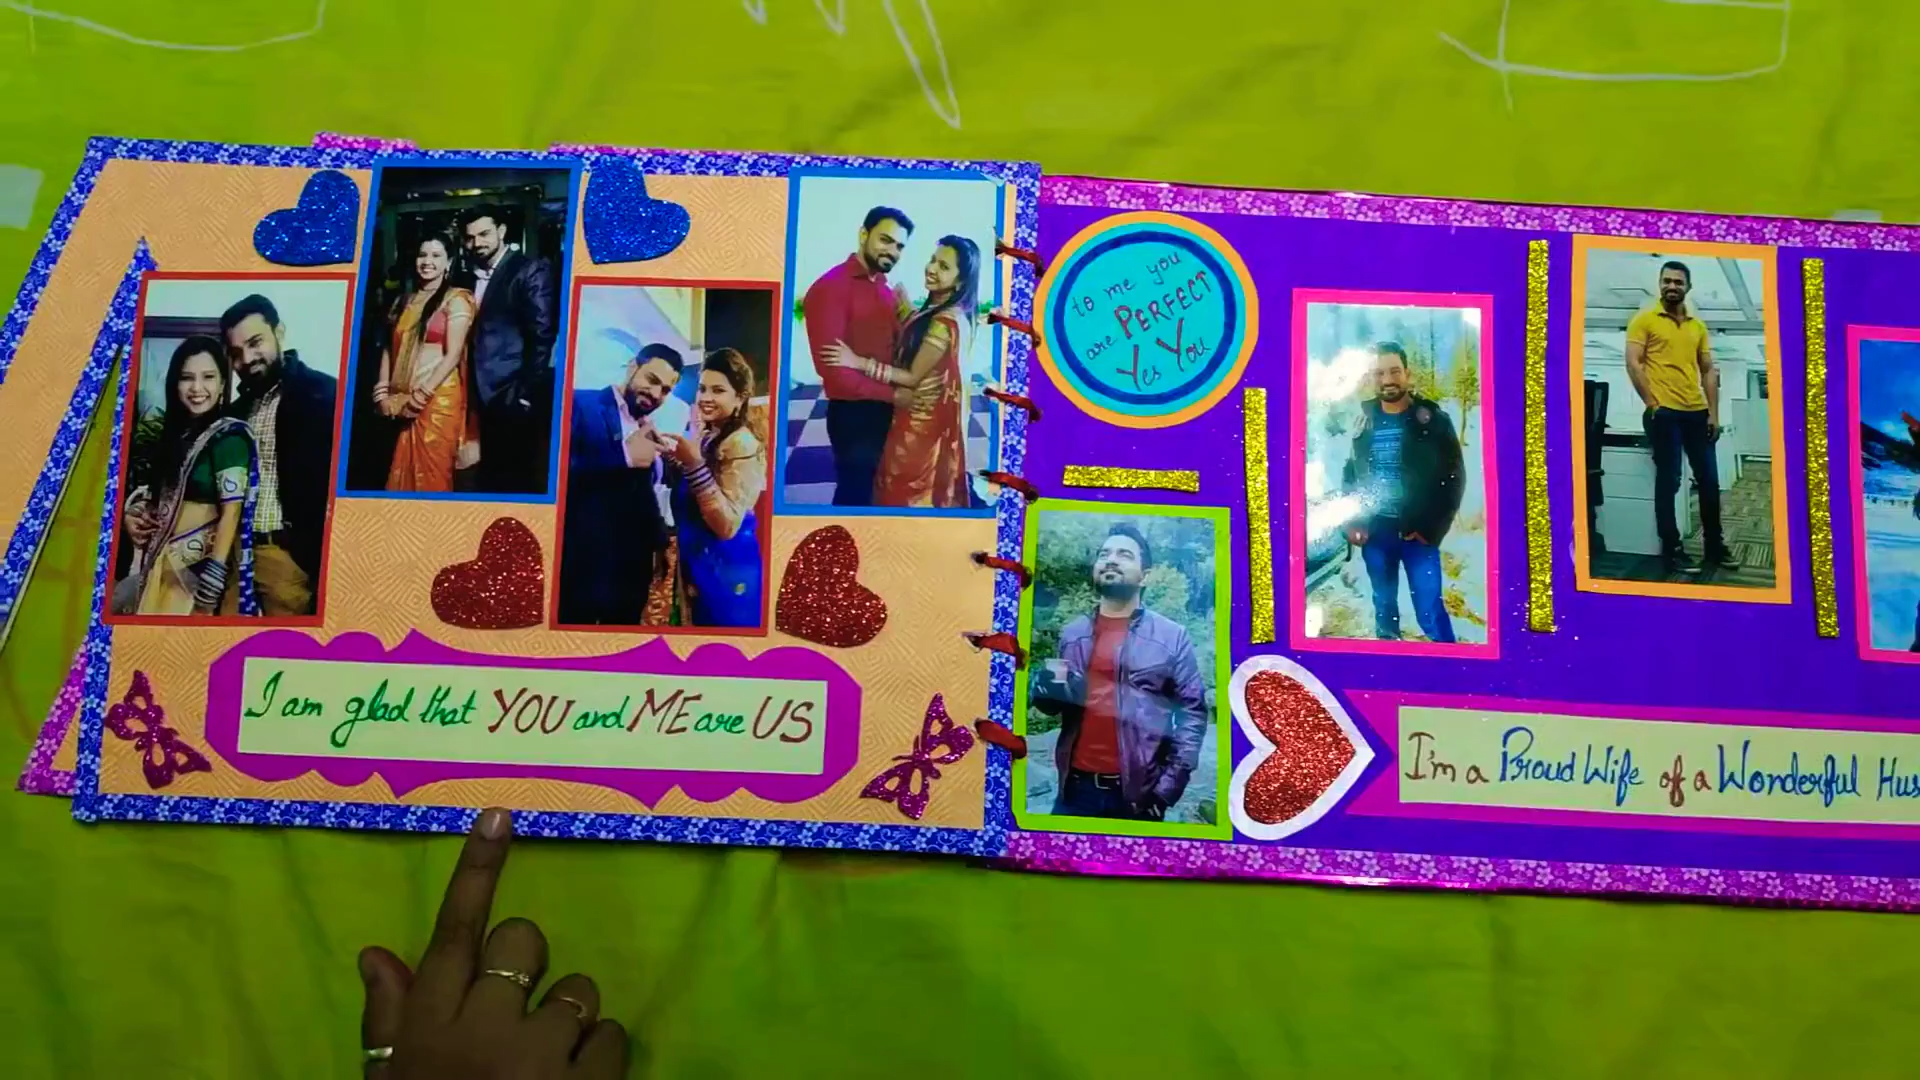 I am glad that YOU and ME are US
to me you
are PERFECT
Yes You
I'm a Proud Wife of a Wonderful